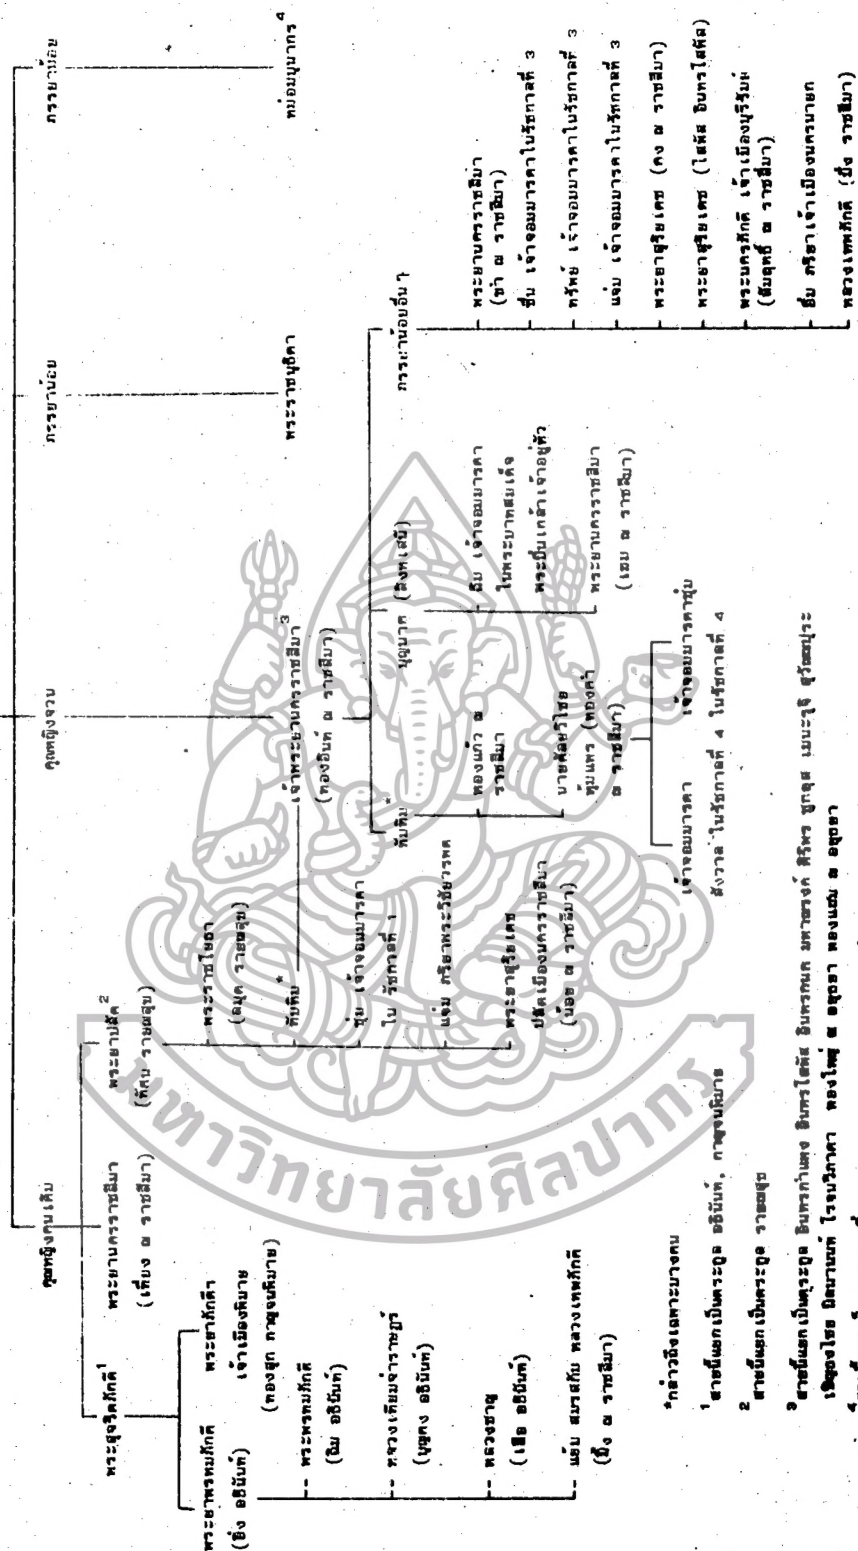 คุณหญิงคนเดิม
คุณหญิงจวบ
ภรรยาน้อย
ภรรยาน้อย
พระสุจริตภักดี¹
พระยานครราชสีมา
(เที่ยง ณ ราชสีมา)
พระยาปลัด²
(ทัศน รายณสุข)
เจ้าพระยานครราชสีมา³
(ทองอินท์ ณ ราชสีมา)
พระราชนุชิดา
หม่อมบุนนาก⁴
พระยาพรหมภักดี
(ยิ่ง อธินันท์)
พระยาภักดีฯ
เจ้าเมืองพิมาย
(ทองสุก กาญจนพิมาย)
พระพรหมภักดี
(ฉิม อธินันท์)
หลวงเทียมจ่าราษฎร์
(บุญคง อธินันท์)
หลวงชาญ
(เสือ อธินันท์)
แย้ม สมรสกับ หลวงเทพภักดี
(บึ้ง ณ ราชสีมา)
พระราชโยธา
(สมุด รายณสุข)
ทับทิม*
ปุ่ย เจ้าจอมมารดา
ใน รัชกาลที่ 1
แจ่ม ภริยาพระวิชัยวรพต
พระยาสุริยเดช
ปลัดเมืองนครราชสีมา
(น้อย ณ ราชสีมา)
ทับทิม*
บุญนาค (สิงหเสนี)
ภรรยาน้อยอื่น ๆ
ทองแก้ว ณ
ราชสีมา
นายศัลยวิไชย
หุ้มแพร (ทองคำ
ณ ราชสีมา)
เจ้าจอมมารดา
สังวาล ในรัชกาลที่ 4
เจ้าจอมมารดาชุ่ม
ในรัชกาลที่ 4
ฉิม เจ้าจอมมารดา
ในพระบาทสมเด็จ
พระปิ่นเกล้าเจ้าอยู่หัว
พระยานครราชสีมา
(เมม ณ ราชสีมา)
พระยานครราชสีมา
(ขำ ณ ราชสีมา)
ชื่น เจ้าจอมมารดาในรัชกาลที่ 3
ทรัพย์ เจ้าจอมมารดาในรัชกาลที่ 3
แจ่ม เจ้าจอมมารดาในรัชกาลที่ 3
พระยาสุริยเดช (คง ณ ราชสีมา)
พระยาสุริยเดช (โสฬส อินทรโสฬส)
พระนครภักดี เจ้าเมืองบุรีรัมย์
(สัมฤทธิ์ ณ ราชสีมา)
อิ่ม ภริยาเจ้าเมืองนครนายก
หลวงเทพภักดี (บึ้ง ราชสีมา)
*กล่าวถึงเฉพาะบางคน
¹สายนี้แยกเป็นตระกูล อธินันท์, กาญจนพิมาย
²สายนี้แยกเป็นตระกูล รายณสุข
³สายนี้แยกเป็นตระกูล อินทรกำแหง อินทรโสฬส อินทรกนก มหาณรงค์ ศิริพร ชูกฤส เมนะรุจิ สุวัฒนปุระ
เชิญธงไชย นิลนานนท์ โรจนวิภาคา ทองใหญ่ ณ อยุธยา ทองแถม ณ อยุธยา
มหาวิทยาลัยศิลปากร